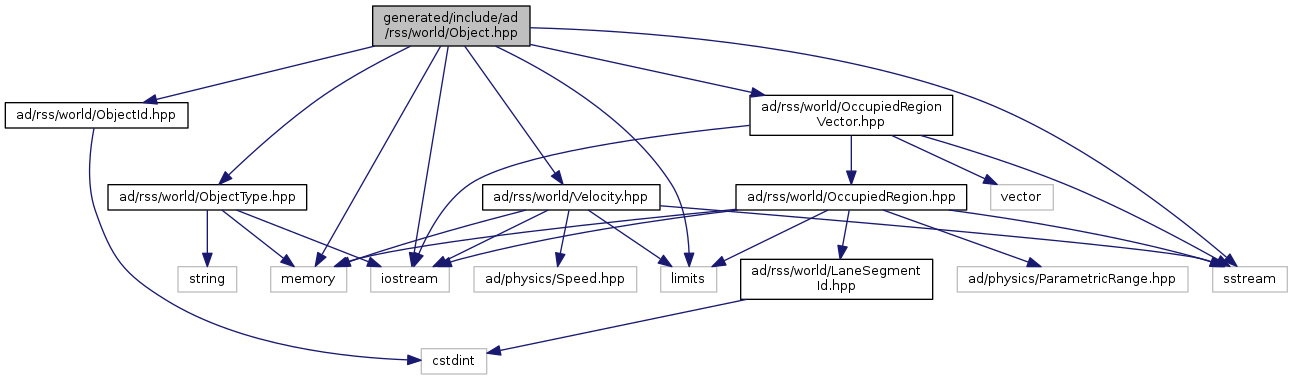 generated/include/ad
/rss/world/Object.hpp
ad/rss/world/ObjectId.hpp
ad/rss/world/OccupiedRegion
Vector.hpp
ad/rss/world/ObjectType.hpp
ad/rss/world/Velocity.hpp
ad/rss/world/OccupiedRegion.hpp
vector
string
memory
iostream
ad/physics/Speed.hpp
limits
ad/rss/world/LaneSegment
Id.hpp
ad/physics/ParametricRange.hpp
sstream
cstdint